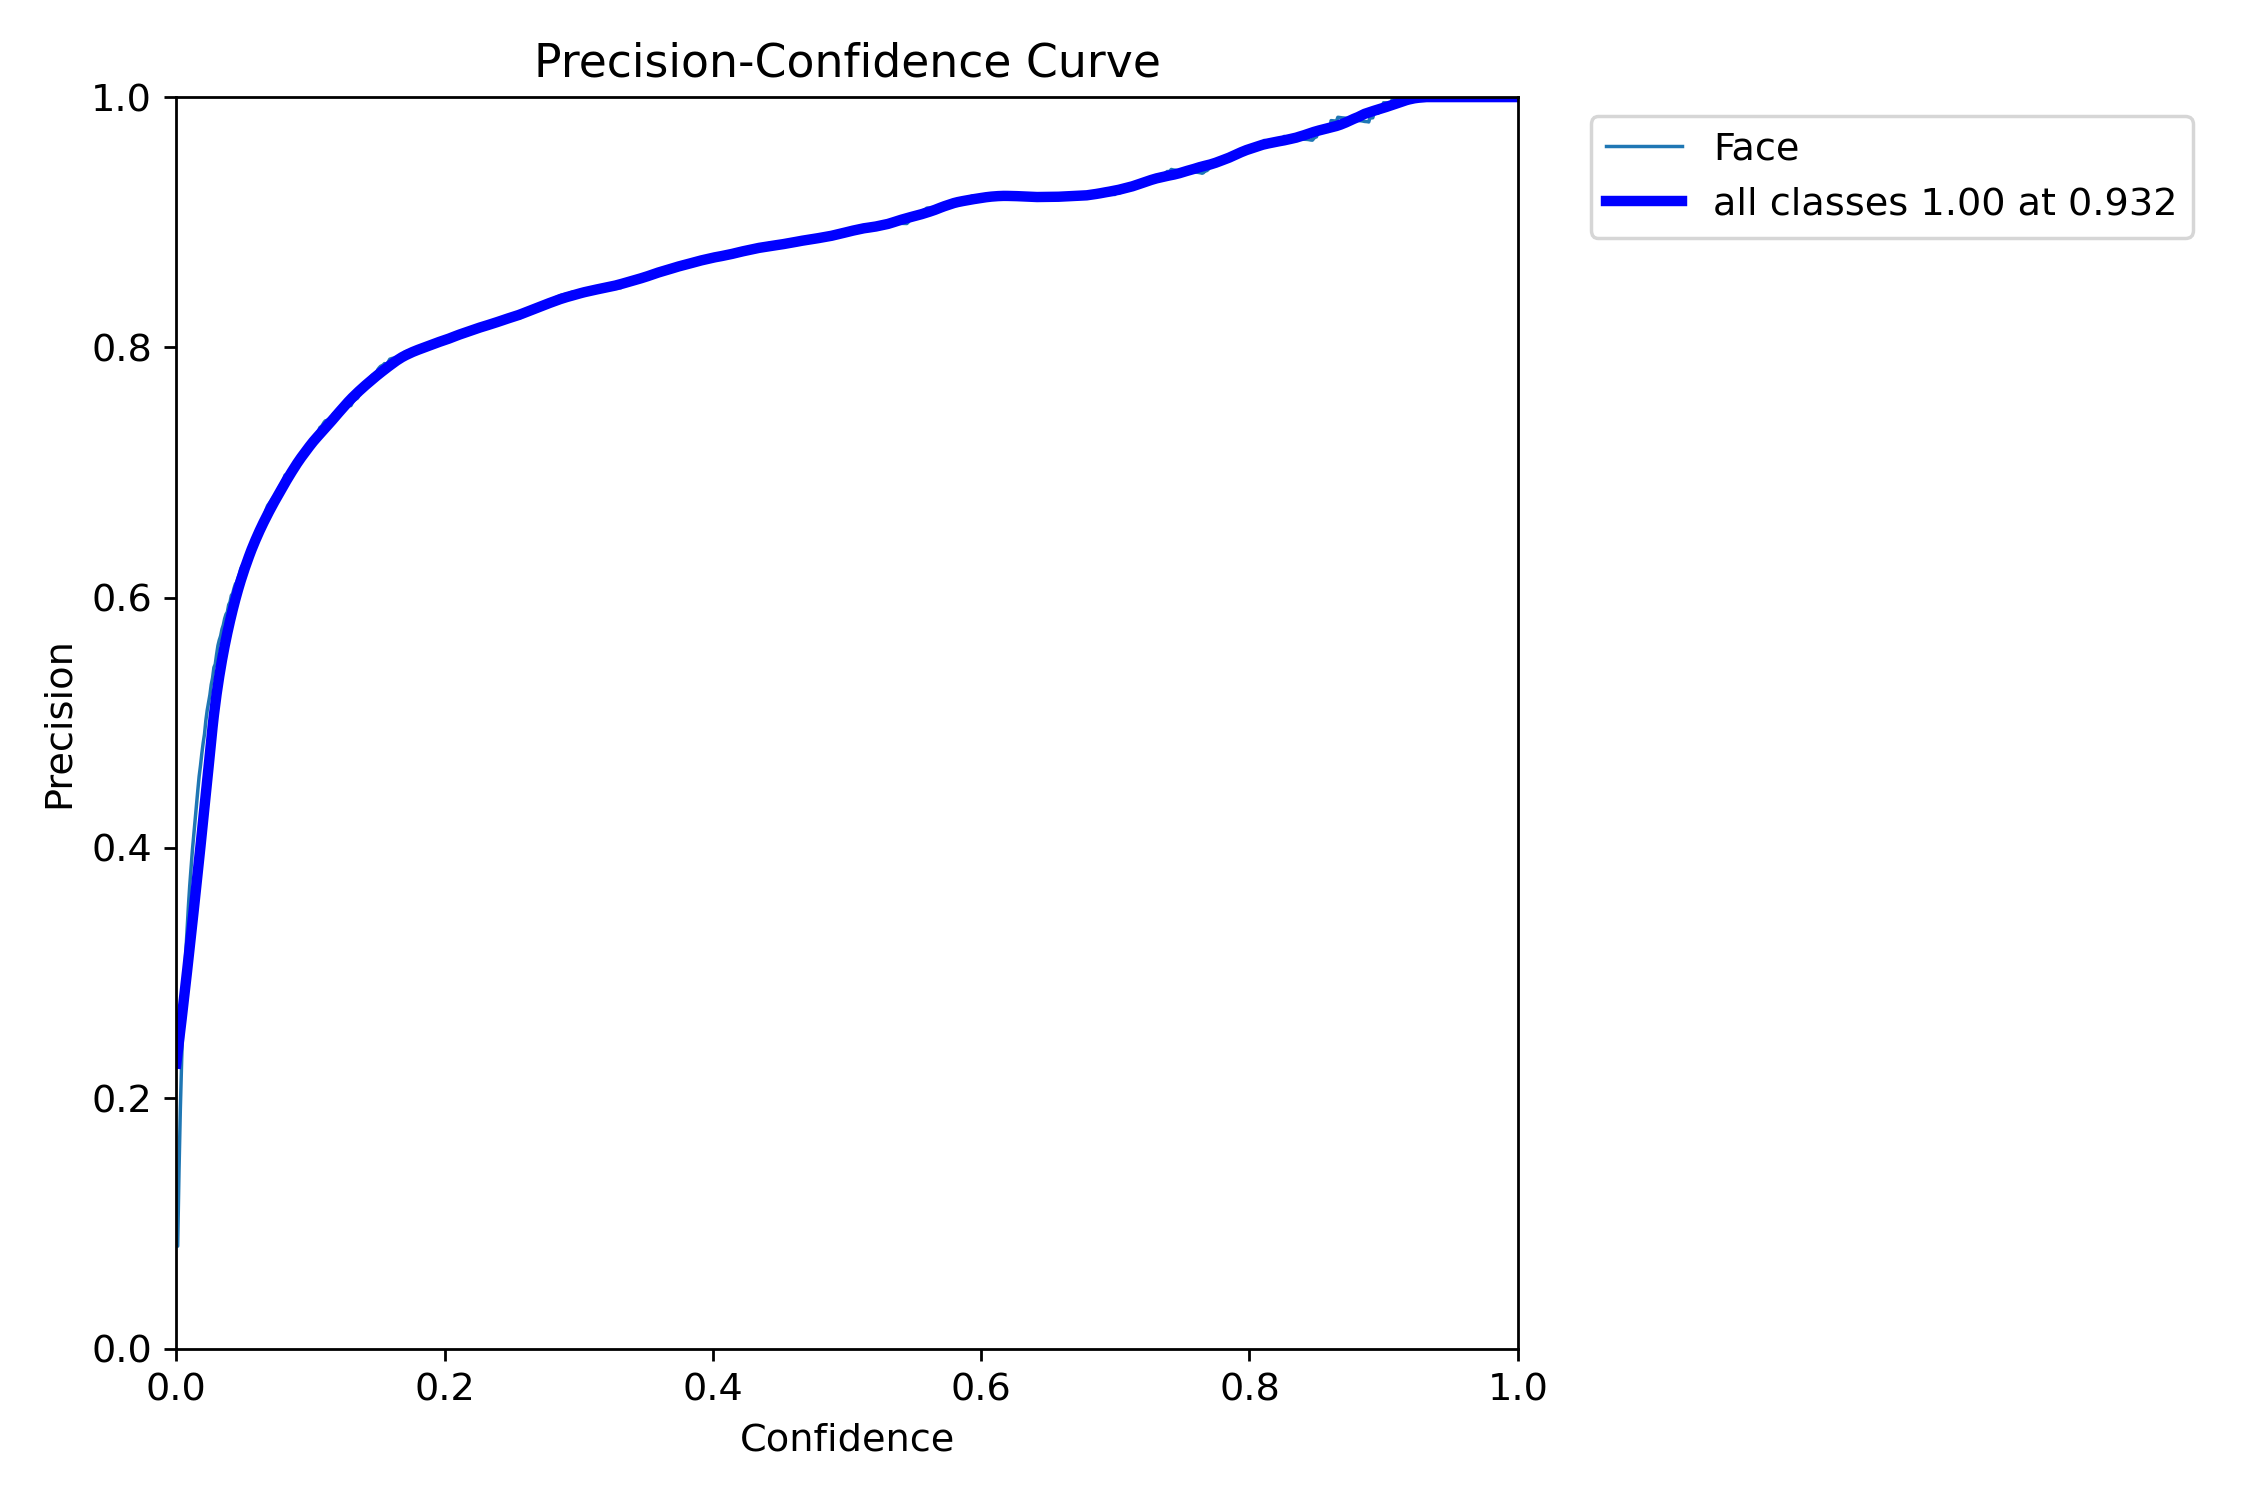 Precision-Confidence Curve
1.0
0.8
0.6
0.4
0.2
0.0
Precision
0.0 0.2 0.4 0.6 0.8 1.0
Confidence
Face
all classes 1.00 at 0.932